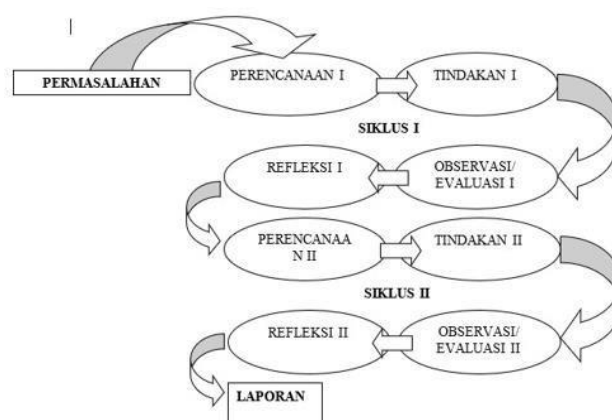 PERMASALAHAN
PERENCANAAN I
TINDAKAN I
SIKLUS I
REFLEKSI I
OBSERVASI/
EVALUASI I
PERENCANAA
N II
TINDAKAN II
SIKLUS II
REFLEKSI II
OBSERVASI/
EVALUASI II
LAPORAN